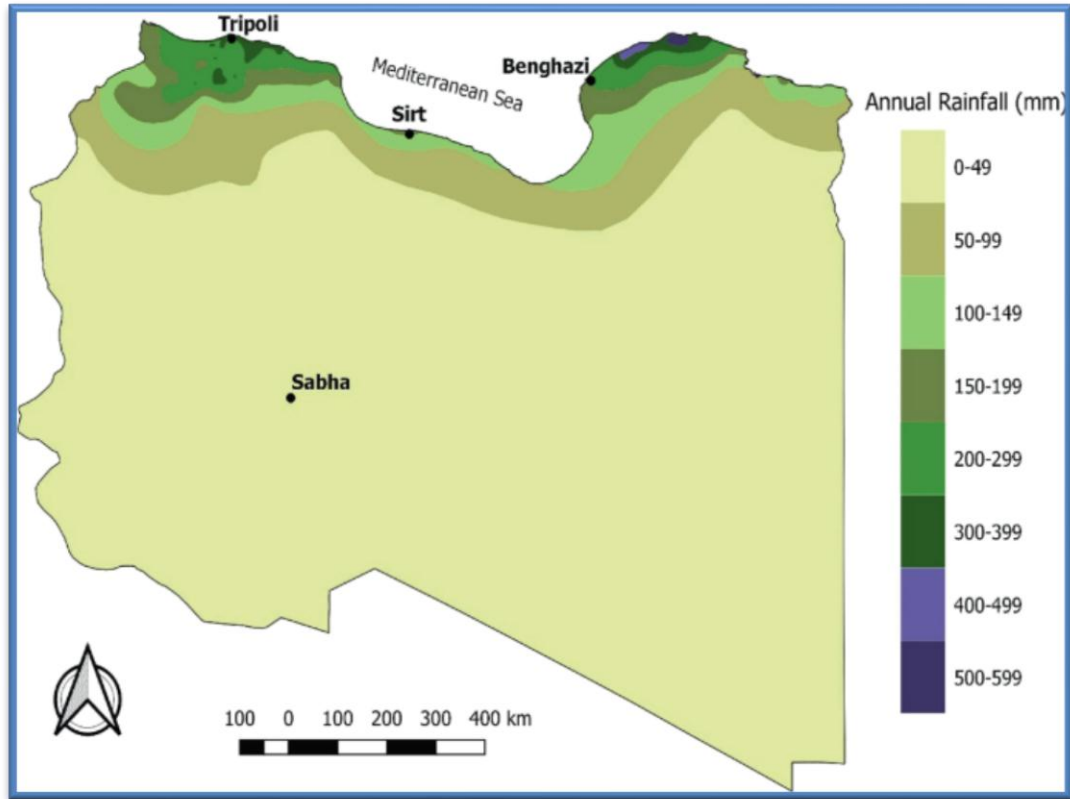 Tripoli
Mediterranean Sea
Benghazi
Sirt
Annual Rainfall (mm)
0-49
50-99
100-149
150-199
Sabha
200-299
300-399
400-499
500-599
100 0 100 200 300 400 km